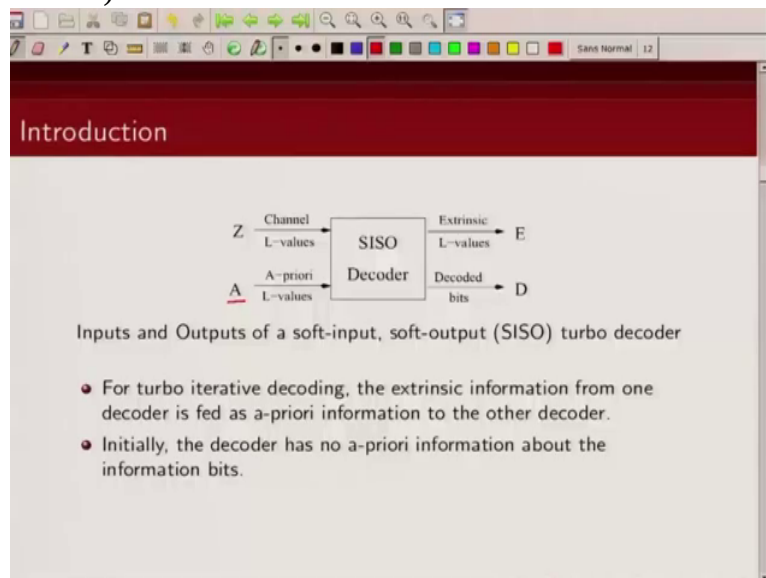 T
Sans Normal 12
Introduction
Z Channel L-values SISO Decoder Extrinsic L-values E
A A-priori L-values Decoded bits D
Inputs and Outputs of a soft-input, soft-output (SISO) turbo decoder
For turbo iterative decoding, the extrinsic information from one
decoder is fed as a-priori information to the other decoder.
Initially, the decoder has no a-priori information about the
information bits.